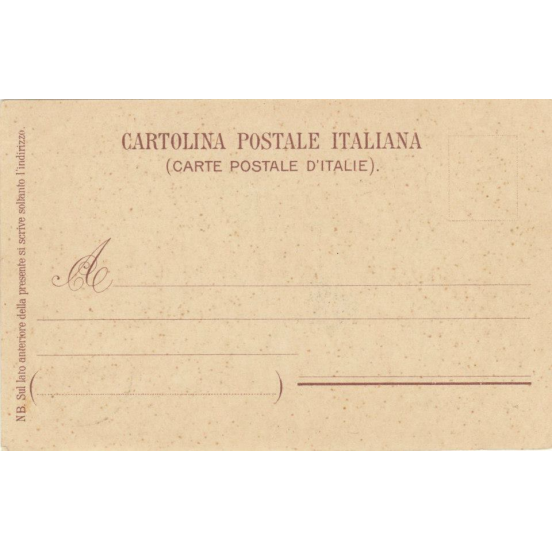 CARTOLINA POSTALE ITALIANA
(CARTE POSTALE D'ITALIE).
A
NB. Sul lato anteriore della presente si scrive soltanto l'indirizzo.